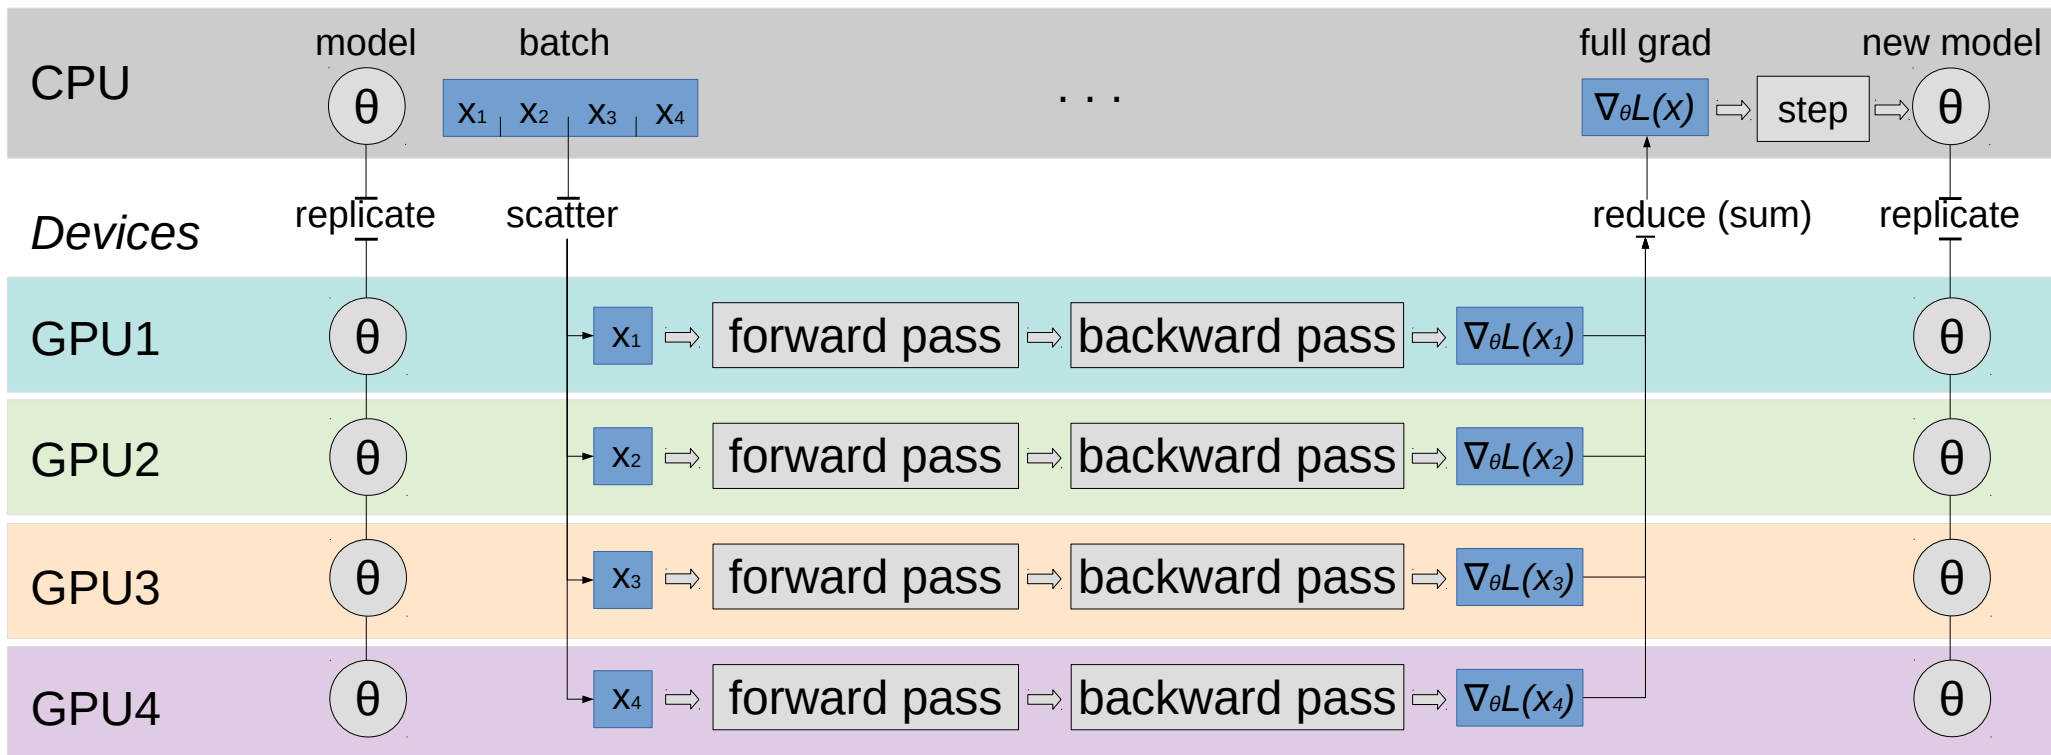 model batch full grad new model
CPU θ x₁ x₂ x₃ x₄ . . . ∇θL(x) step θ
Devices replicate scatter reduce (sum) replicate
GPU1 θ x₁ forward pass backward pass ∇θL(x₁) θ
GPU2 θ x₂ forward pass backward pass ∇θL(x₂) θ
GPU3 θ x₃ forward pass backward pass ∇θL(x₃) θ
GPU4 θ x₄ forward pass backward pass ∇θL(x₄) θ